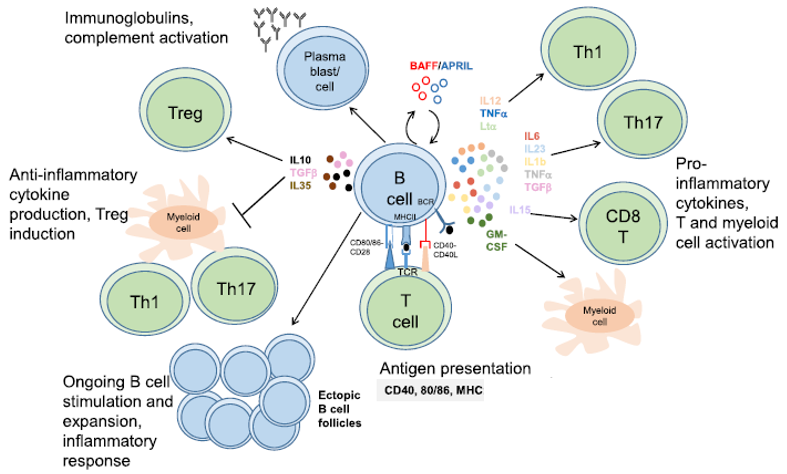 Immunoglobulins,
complement activation
Plasma
blast/
cell
BAFF/APRIL
Th1
IL12
TNFα
Ltα
Treg
Th17
IL6
IL23
IL1b
TNFα
TGFβ
IL10
TGFβ
IL35
B
cell
BCR
MHCII
Anti-inflammatory
cytokine
production, Treg
induction
Myeloid
cell
Pro-
inflammatory
cytokines,
T and myeloid
cell activation
IL15
CD8
T
GM-
CSF
CD80/86-
CD28
CD40-
CD40L
TCR
T
cell
Th1
Th17
Myeloid
cell
Antigen presentation
CD40, 80/86, MHC
Ongoing B cell
stimulation and
expansion,
inflammatory
response
Ectopic
B cell
follicles